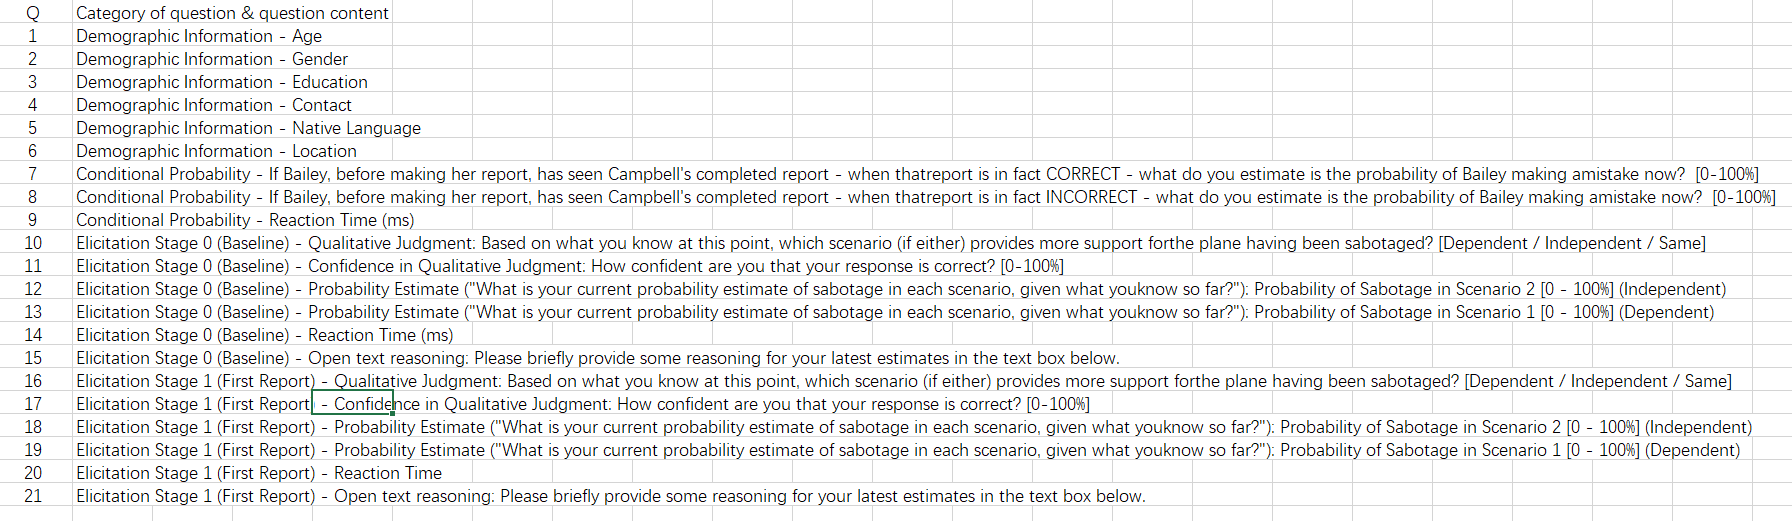 Q Category of question & question content
1 Demographic Information - Age
2 Demographic Information - Gender
3 Demographic Information - Education
4 Demographic Information - Contact
5 Demographic Information - Native Language
6 Demographic Information - Location
7 Conditional Probability - If Bailey, before making her report, has seen Campbell's completed report - when thatreport is in fact CORRECT - what do you estimate is the probability of Bailey making amistake now? [0-100%]
8 Conditional Probability - If Bailey, before making her report, has seen Campbell's completed report - when thatreport is in fact INCORRECT - what do you estimate is the probability of Bailey making amistake now? [0-100%]
9 Conditional Probability - Reaction Time (ms)
10 Elicitation Stage 0 (Baseline) - Qualitative Judgment: Based on what you know at this point, which scenario (if either) provides more support forthe plane having been sabotaged? [Dependent / Independent / Same]
11 Elicitation Stage 0 (Baseline) - Confidence in Qualitative Judgment: How confident are you that your response is correct? [0-100%]
12 Elicitation Stage 0 (Baseline) - Probability Estimate ("What is your current probability estimate of sabotage in each scenario, given what youknow so far?"): Probability of Sabotage in Scenario 2 [0 - 100%] (Independent)
13 Elicitation Stage 0 (Baseline) - Probability Estimate ("What is your current probability estimate of sabotage in each scenario, given what youknow so far?"): Probability of Sabotage in Scenario 1 [0 - 100%] (Dependent)
14 Elicitation Stage 0 (Baseline) - Reaction Time (ms)
15 Elicitation Stage 0 (Baseline) - Open text reasoning: Please briefly provide some reasoning for your latest estimates in the text box below.
16 Elicitation Stage 1 (First Report) - Qualitative Judgment: Based on what you know at this point, which scenario (if either) provides more support forthe plane having been sabotaged? [Dependent / Independent / Same]
17 Elicitation Stage 1 (First Report) - Confidence in Qualitative Judgment: How confident are you that your response is correct? [0-100%]
18 Elicitation Stage 1 (First Report) - Probability Estimate ("What is your current probability estimate of sabotage in each scenario, given what youknow so far?"): Probability of Sabotage in Scenario 2 [0 - 100%] (Independent)
19 Elicitation Stage 1 (First Report) - Probability Estimate ("What is your current probability estimate of sabotage in each scenario, given what youknow so far?"): Probability of Sabotage in Scenario 1 [0 - 100%] (Dependent)
20 Elicitation Stage 1 (First Report) - Reaction Time
21 Elicitation Stage 1 (First Report) - Open text reasoning: Please briefly provide some reasoning for your latest estimates in the text box below.